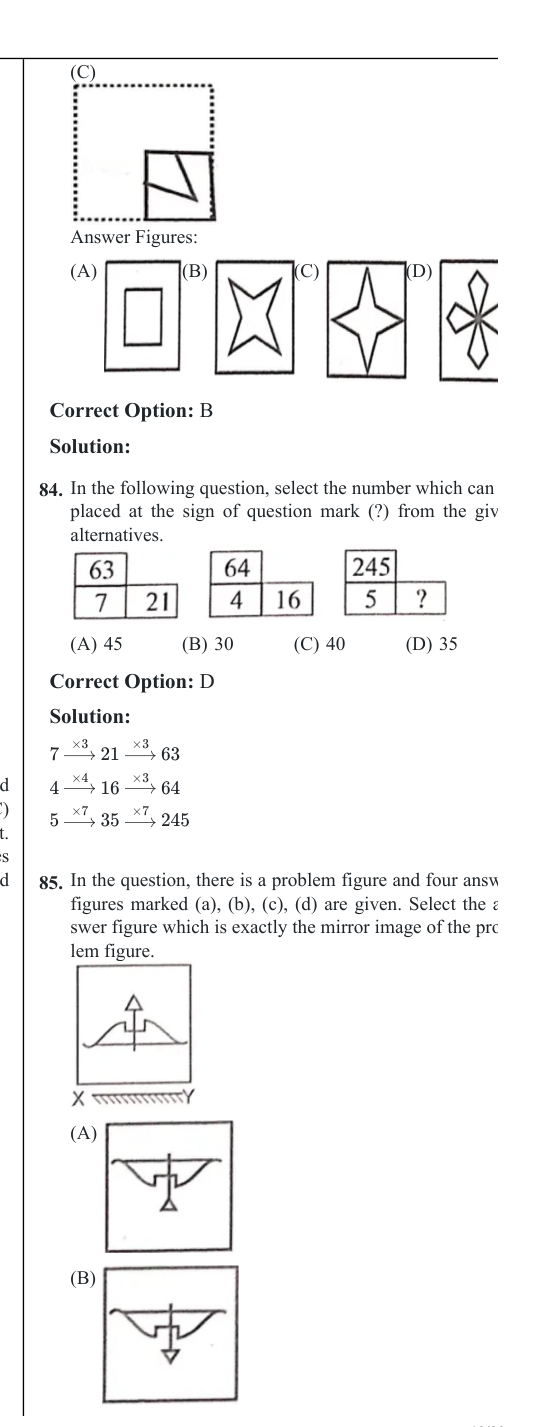 (C)
Answer Figures:
(A) (B) (C) (D)
Correct Option: B
Solution:
84. In the following question, select the number which can
placed at the sign of question mark (?) from the giv
alternatives.
63 64 245
7 21 4 16 5 ?
(A) 45 (B) 30 (C) 40 (D) 35
Correct Option: D
Solution:
7 ×3⟶ 21 ×3⟶ 63
4 ×4⟶ 16 ×3⟶ 64
5 ×7⟶ 35 ×7⟶ 245
d
C)
t.
es
d
85. In the question, there is a problem figure and four answ
figures marked (a), (b), (c), (d) are given. Select the a
swer figure which is exactly the mirror image of the pro
lem figure.
X Y
(A)
(B)